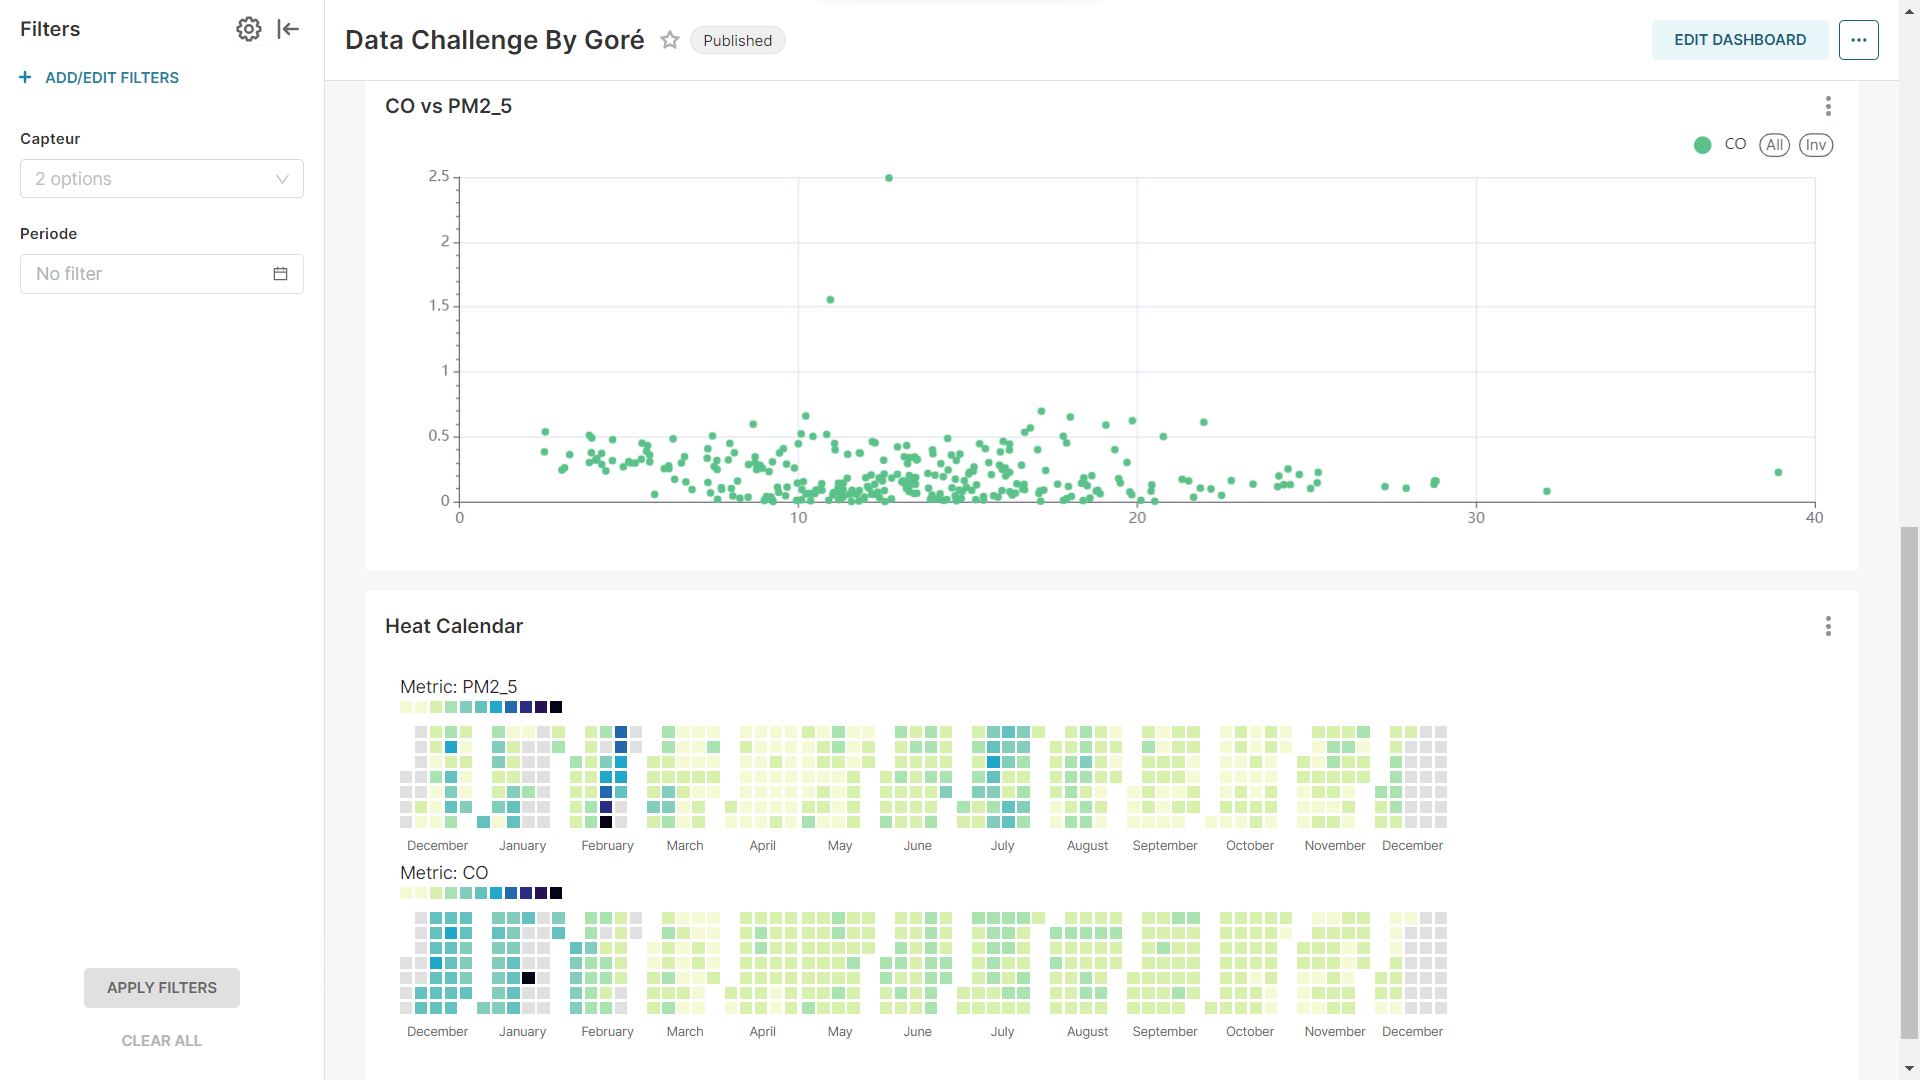 Filters
+ ADD/EDIT FILTERS
Capteur
2 options
Periode
No filter
APPLY FILTERS
CLEAR ALL
Data Challenge By Goré
Published
EDIT DASHBOARD
...
CO vs PM2_5
CO All Inv
2.5
2
1.5
1
0.5
0
0 10 20 30 40
Heat Calendar
Metric: PM2_5
December January February March April May June July August September October November December
Metric: CO
December January February March April May June July August September October November December